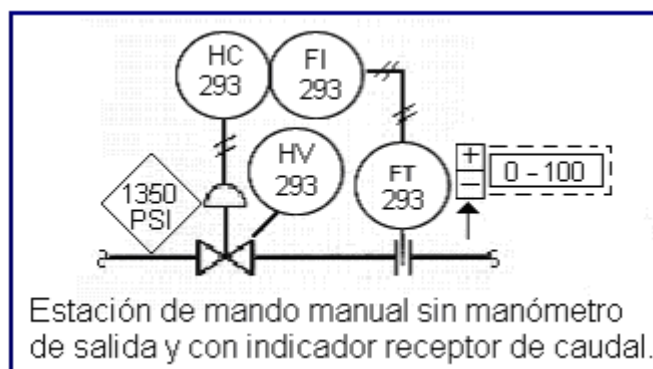 HC
293
FI
293
HV
293
FT
293
1350
PSI
+
-
0 - 100
Estación de mando manual sin manómetro
de salida y con indicador receptor de caudal.